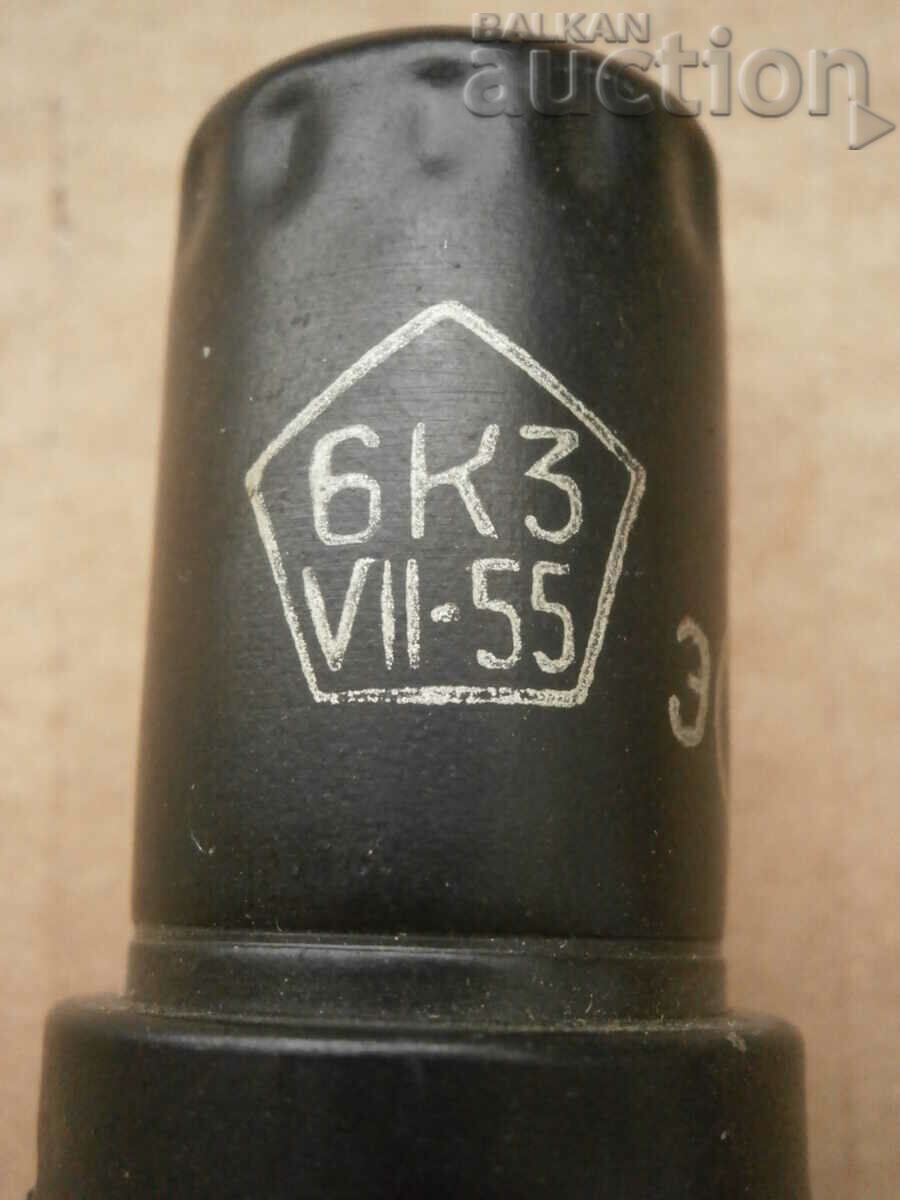 BALKAN
auction
6К3
VII-55
Э